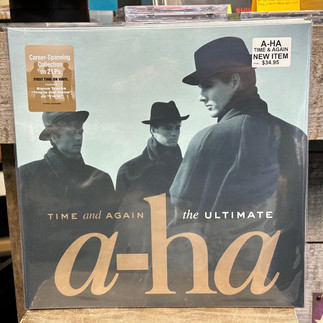 Career-Spanning
Collection
on 2 LPs
FIRST TIME ON VINYL
A-HA
TIME & AGAIN
NEW ITEM
$34.95
TIME and AGAIN the ULTIMATE
a-ha